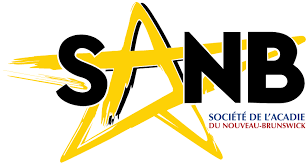 SANB
SOCIÉTÉ DE L'ACADIE
DU NOUVEAU-BRUNSWICK